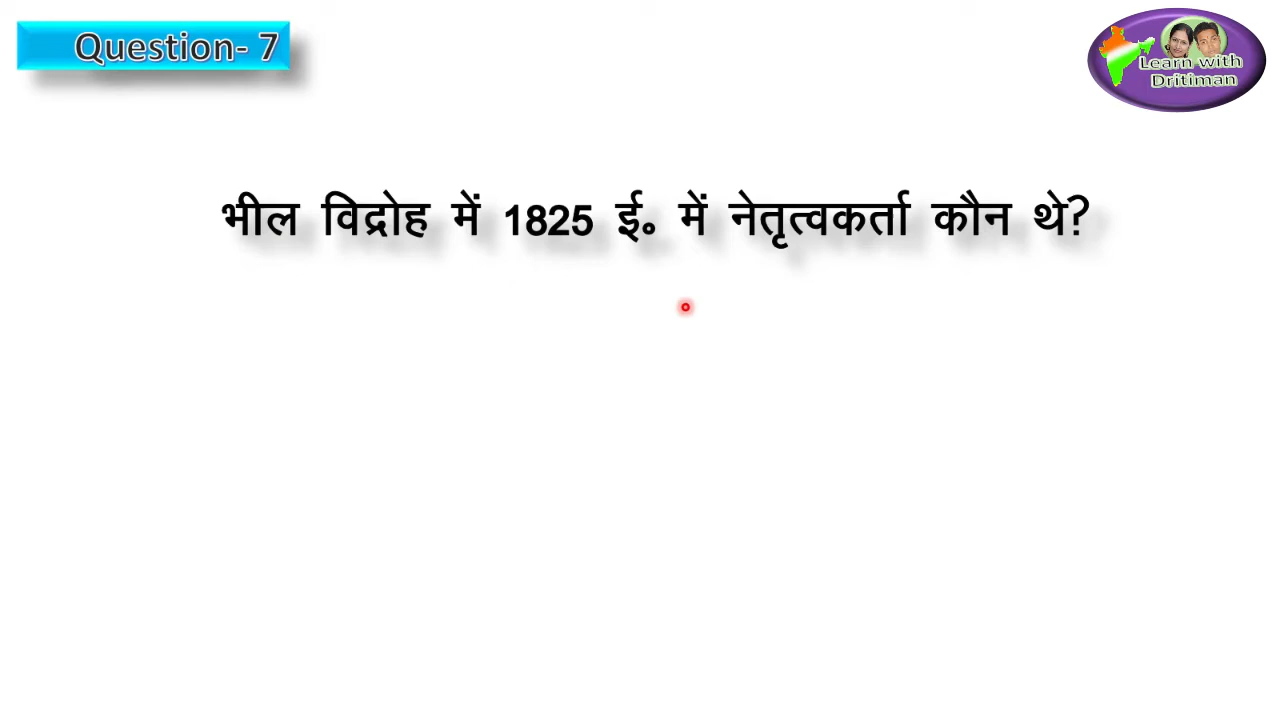 Question- 7
Learn with
Dritiman
भील विद्रोह में 1825 ई॰ में नेतृत्वकर्ता कौन थे?